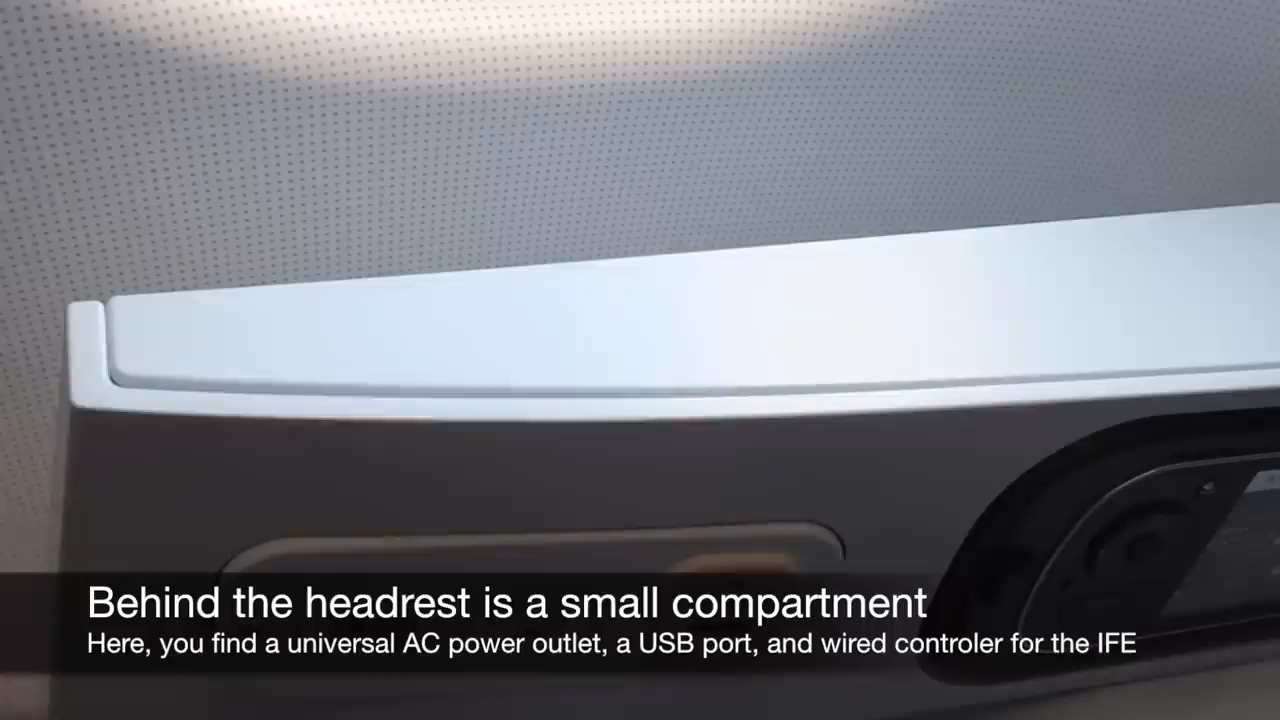 Behind the headrest is a small compartment
Here, you find a universal AC power outlet, a USB port, and wired controler for the IFE